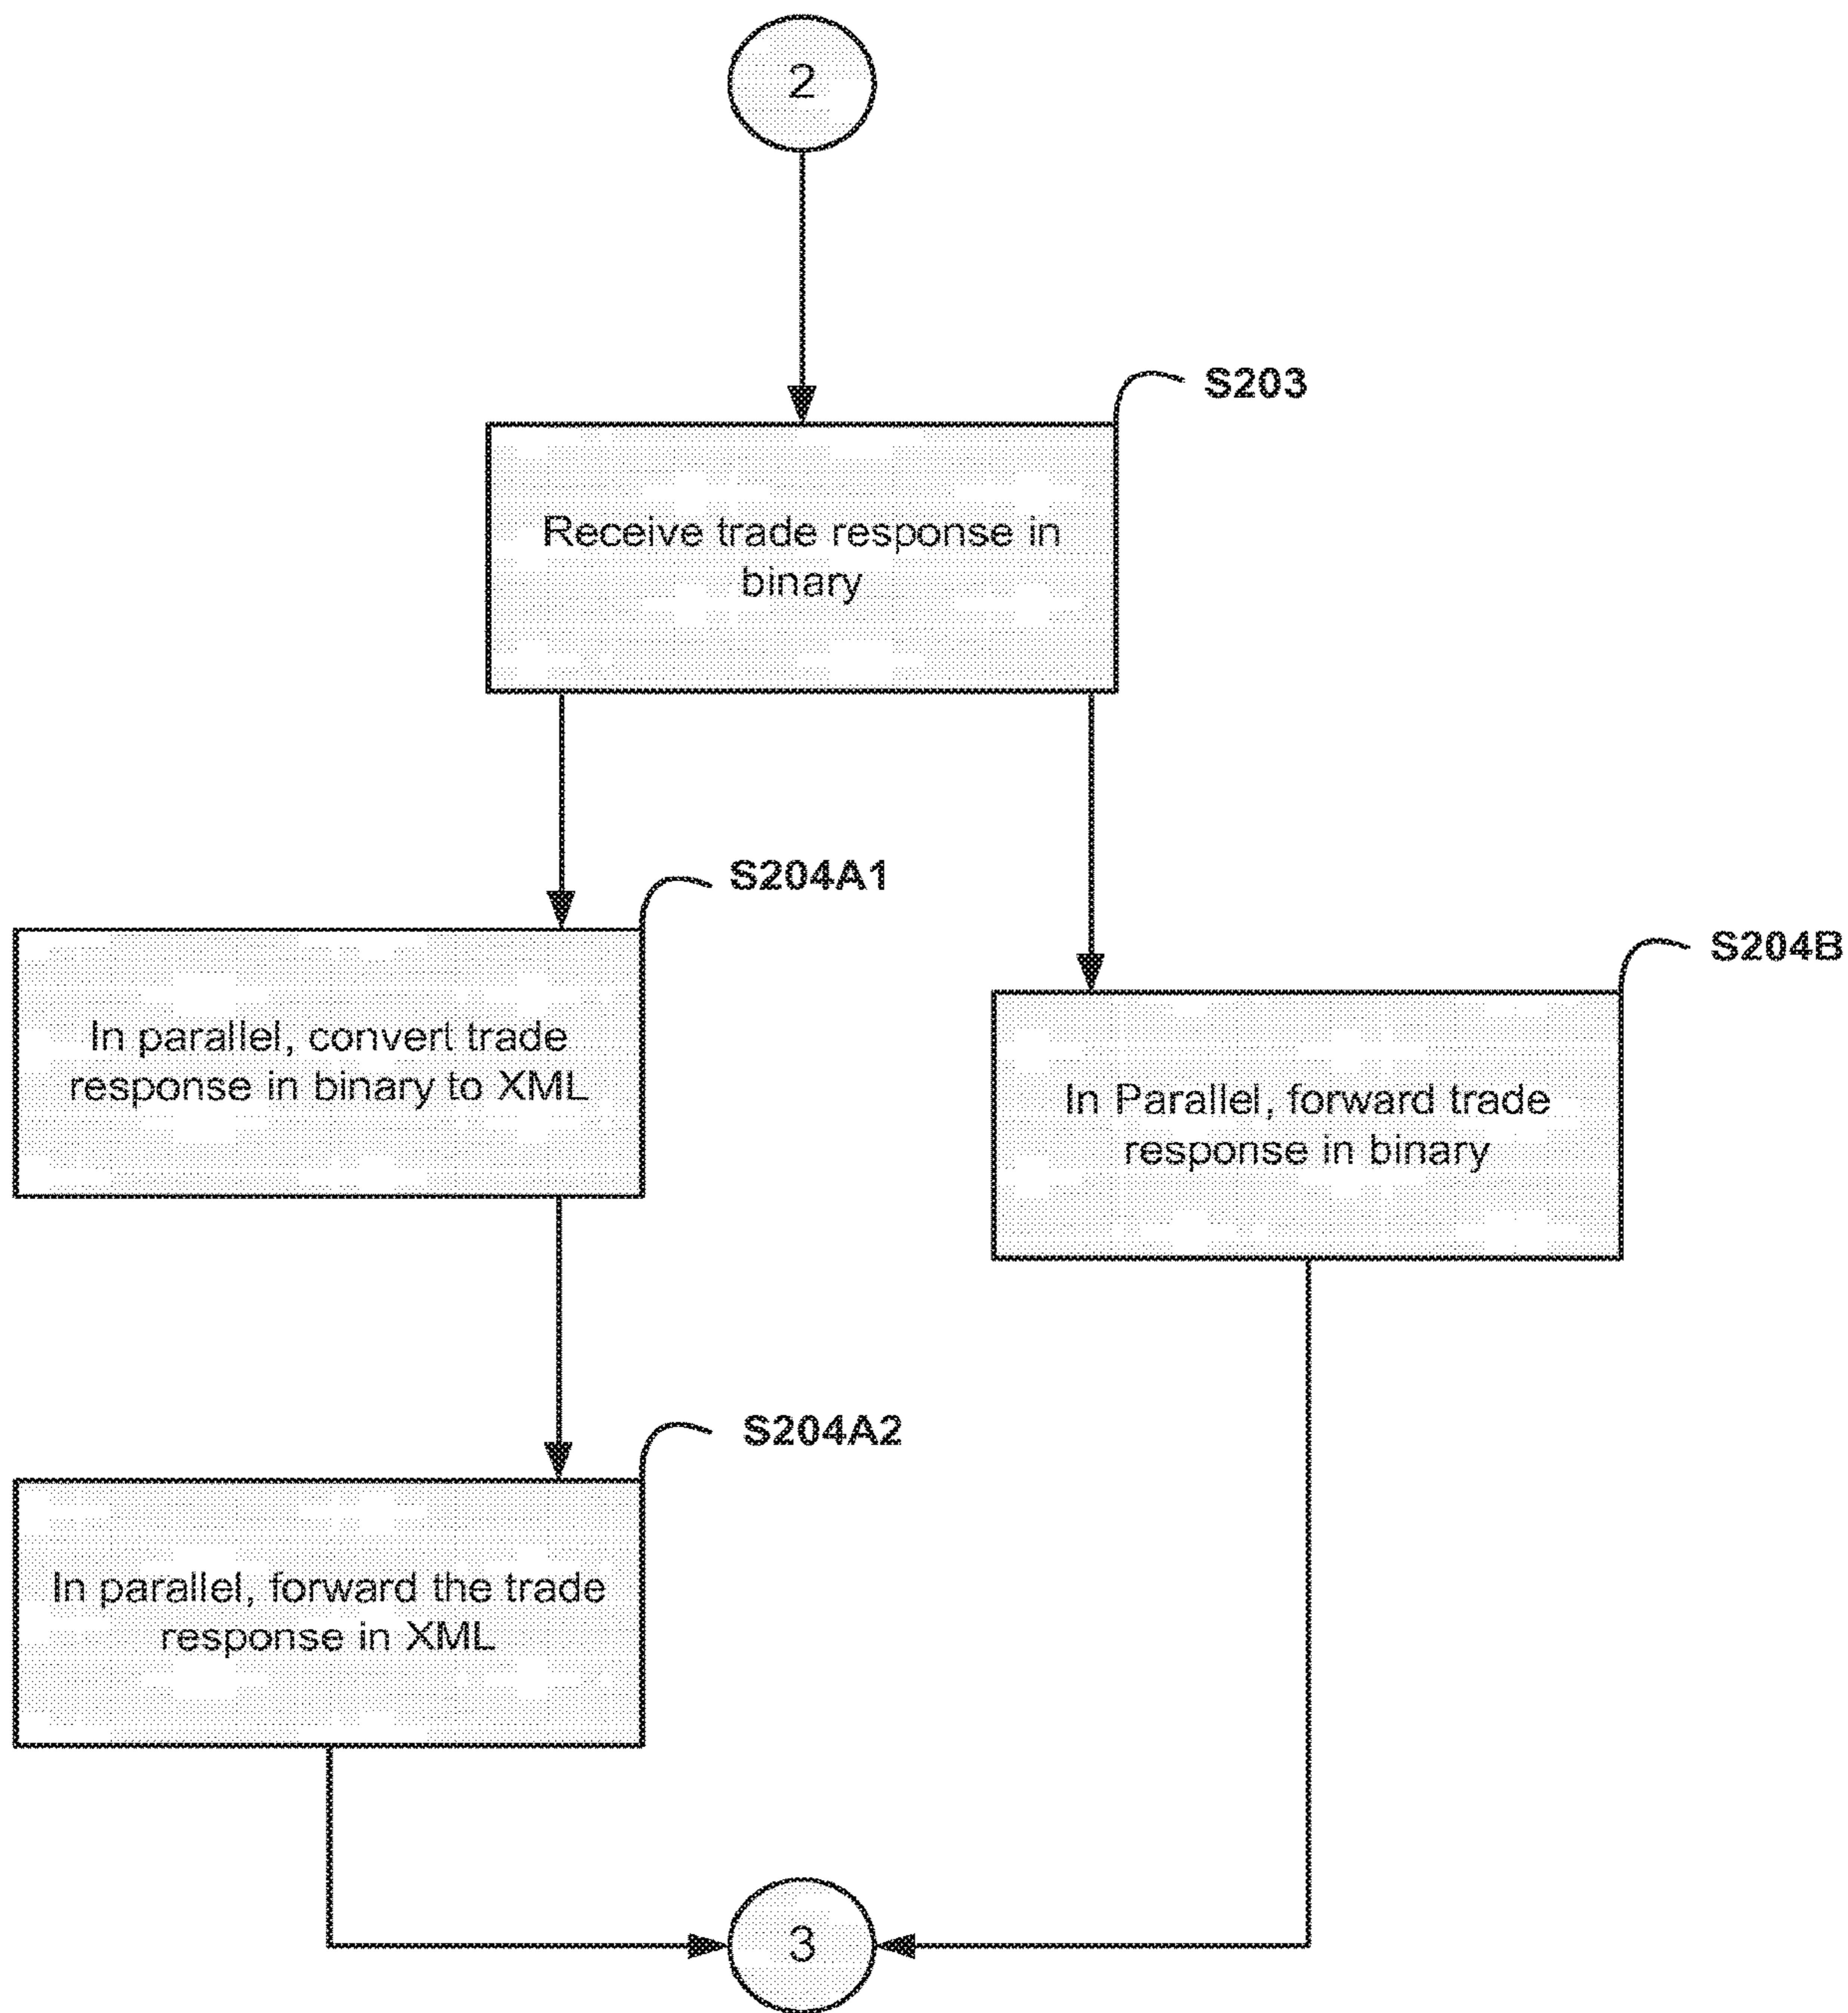 2
S203
Receive trade response in
binary
S204A1
In parallel, convert trade
response in binary to XML
S204B
In Parallel, forward trade
response in binary
S204A2
In parallel, forward the trade
response in XML
3